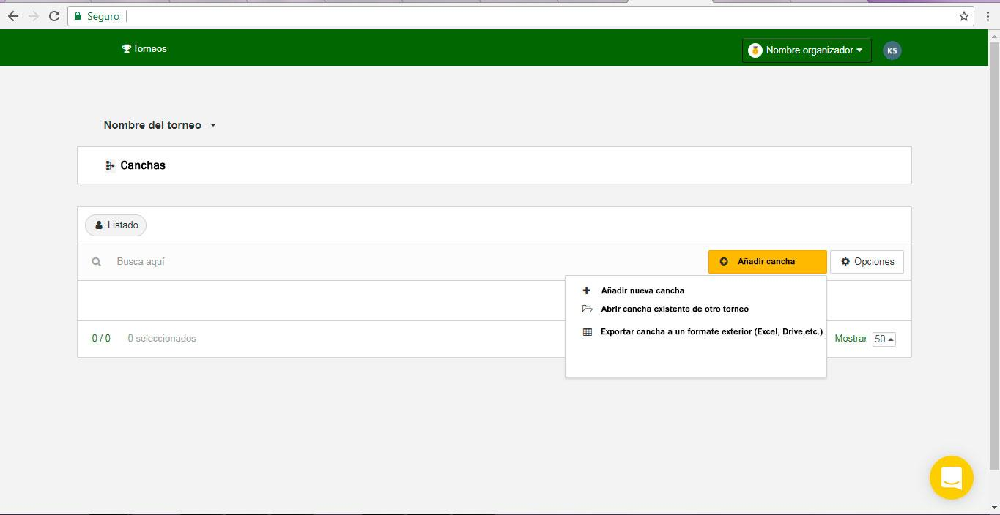 Seguro
Torneos
Nombre organizador
KS
Nombre del torneo
Canchas
Listado
Busca aquí
Añadir cancha
Opciones
Añadir nueva cancha
Abrir cancha existente de otro torneo
Exportar cancha a un formate exterior (Excel, Drive,etc.)
0 / 0 0 seleccionados
Mostrar 50